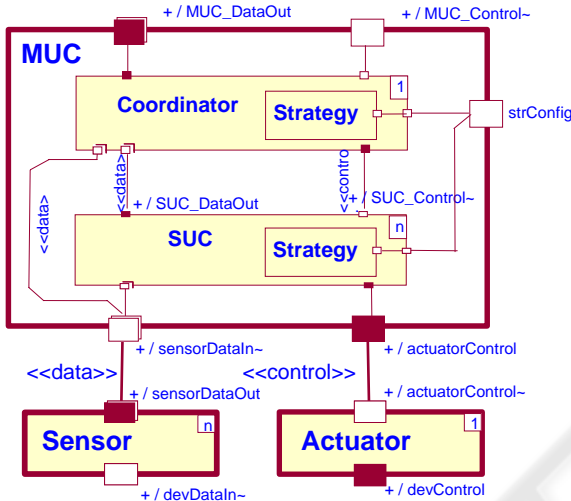 + / MUC_DataOut
+ / MUC_Control~
MUC
1
Coordinator
Strategy
strConfig
<<data>
<<data>>
<<contro
+ / SUC_DataOut
+ / SUC_Control~
n
SUC
Strategy
+ / sensorDataIn~
+ / actuatorControl
<<data>>
<<control>>
+ / sensorDataOut
+ / actuatorControl~
n
1
Sensor
Actuator
+ / devDataIn~
+ / devControl